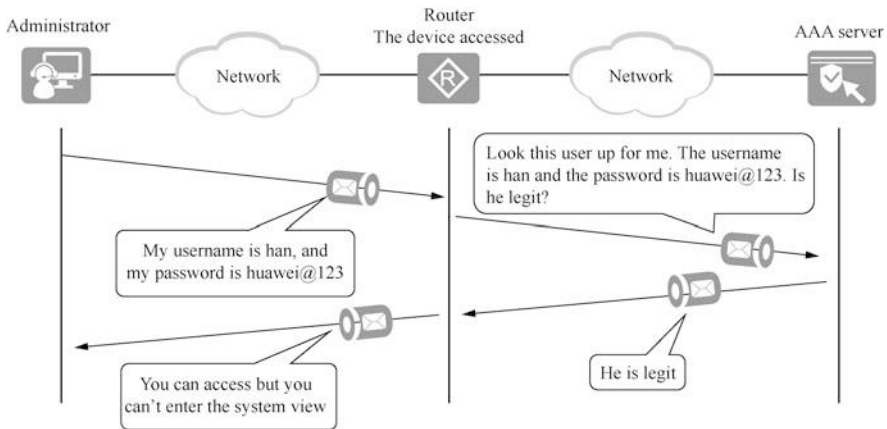 Administrator
Router
The device accessed
AAA server
Network
R
Network
Look this user up for me. The username
is han and the password is huawei@123. Is
he legit?
My username is han, and
my password is huawei@123
He is legit
You can access but you
can't enter the system view